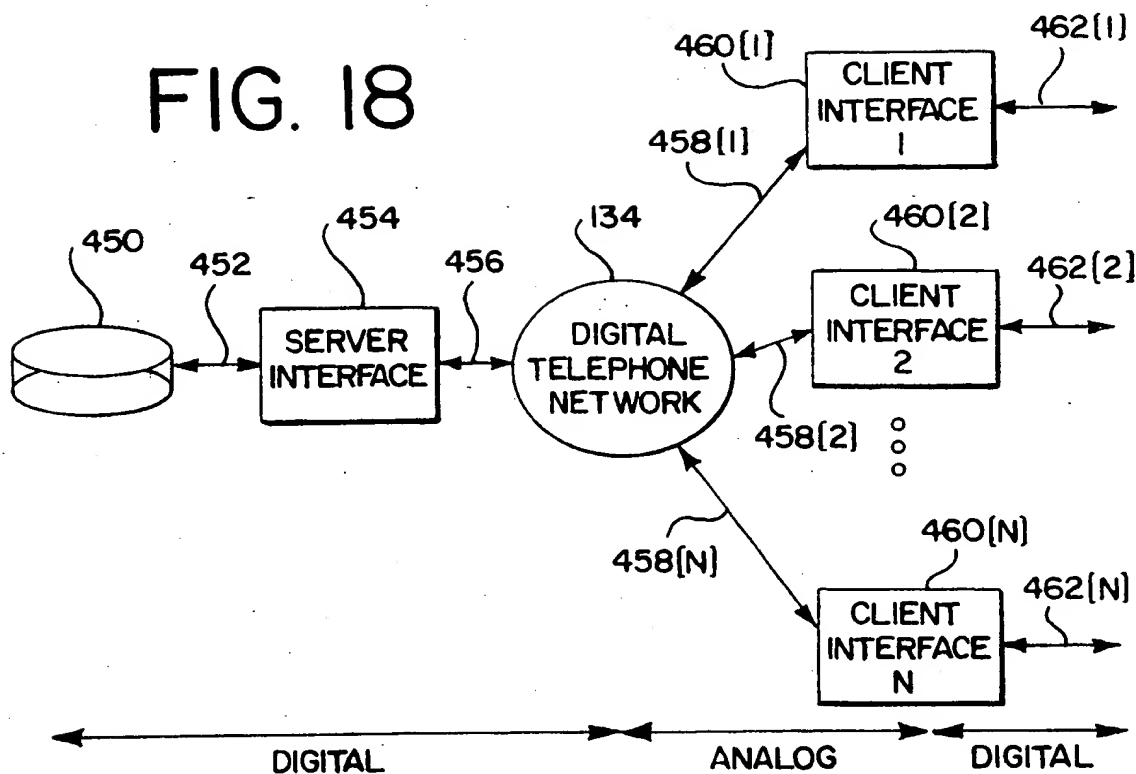 FIG. 18
460[1]
CLIENT
INTERFACE
1
462[1]
458[1]
450
452
454
SERVER
INTERFACE
456
134
DIGITAL
TELEPHONE
NETWORK
460[2]
CLIENT
INTERFACE
2
462[2]
458[2]
458[N]
460[N]
CLIENT
INTERFACE
N
462[N]
DIGITAL
ANALOG
DIGITAL